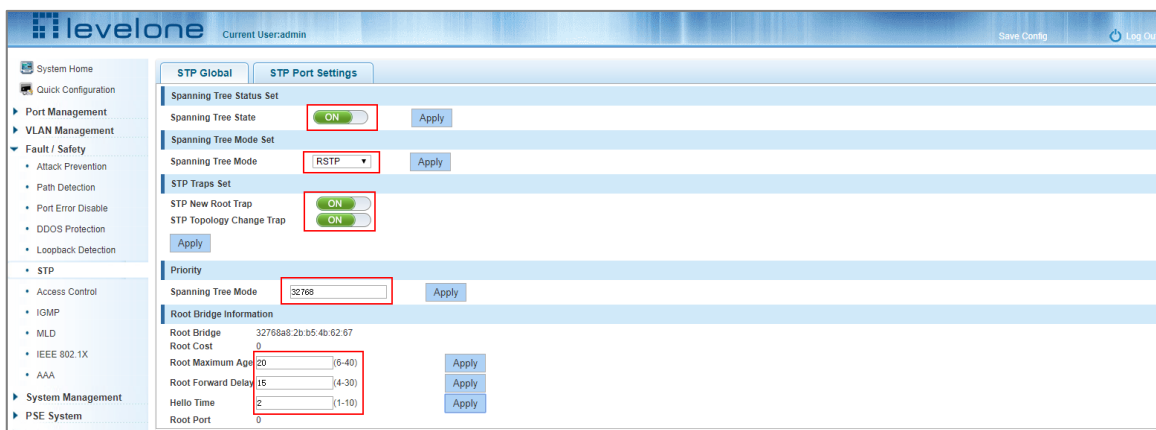 levelone Current User:admin Save Config Log Ou
System Home
Quick Configuration
Port Management
VLAN Management
Fault / Safety
Attack Prevention
Path Detection
Port Error Disable
DDOS Protection
Loopback Detection
STP
Access Control
IGMP
MLD
IEEE 802.1X
AAA
System Management
PSE System
STP Global STP Port Settings
Spanning Tree Status Set
Spanning Tree State ON Apply
Spanning Tree Mode Set
Spanning Tree Mode RSTP Apply
STP Traps Set
STP New Root Trap ON
STP Topology Change Trap ON
Apply
Priority
Spanning Tree Mode 32768 Apply
Root Bridge Information
Root Bridge 32768a8:2b:b5:4b:62:67
Root Cost 0
Root Maximum Age 20 (6-40) Apply
Root Forward Delay 15 (4-30) Apply
Hello Time 2 (1-10) Apply
Root Port 0